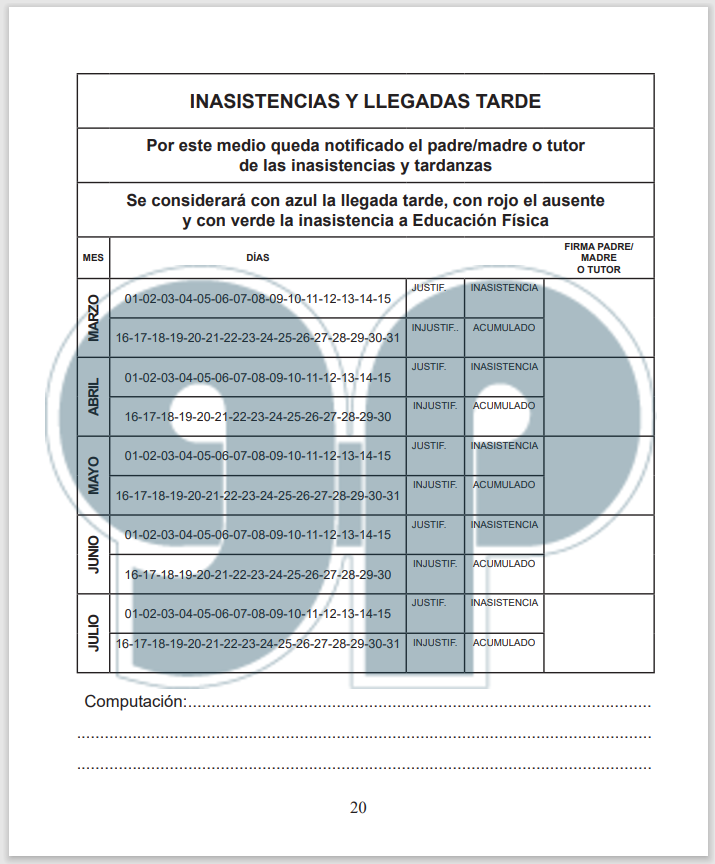 INASISTENCIAS Y LLEGADAS TARDE
Por este medio queda notificado el padre/madre o tutor
de las inasistencias y tardanzas
Se considerará con azul la llegada tarde, con rojo el ausente
y con verde la inasistencia a Educación Física
MES
DÍAS
FIRMA PADRE/
MADRE
O TUTOR
MARZO
01-02-03-04-05-06-07-08-09-10-11-12-13-14-15
JUSTIF.
INASISTENCIA
16-17-18-19-20-21-22-23-24-25-26-27-28-29-30-31
INJUSTIF..
ACUMULADO
ABRIL
01-02-03-04-05-06-07-08-09-10-11-12-13-14-15
JUSTIF.
INASISTENCIA
16-17-18-19-20-21-22-23-24-25-26-27-28-29-30
INJUSTIF.
ACUMULADO
MAYO
01-02-03-04-05-06-07-08-09-10-11-12-13-14-15
JUSTIF.
INASISTENCIA
16-17-18-19-20-21-22-23-24-25-26-27-28-29-30-31
INJUSTIF.
ACUMULADO
JUNIO
01-02-03-04-05-06-07-08-09-10-11-12-13-14-15
JUSTIF.
INASISTENCIA
16-17-18-19-20-21-22-23-24-25-26-27-28-29-30
INJUSTIF.
ACUMULADO
JULIO
01-02-03-04-05-06-07-08-09-10-11-12-13-14-15
JUSTIF.
INASISTENCIA
16-17-18-19-20-21-22-23-24-25-26-27-28-29-30-31
INJUSTIF.
ACUMULADO
Computación:....................................................................................................
20